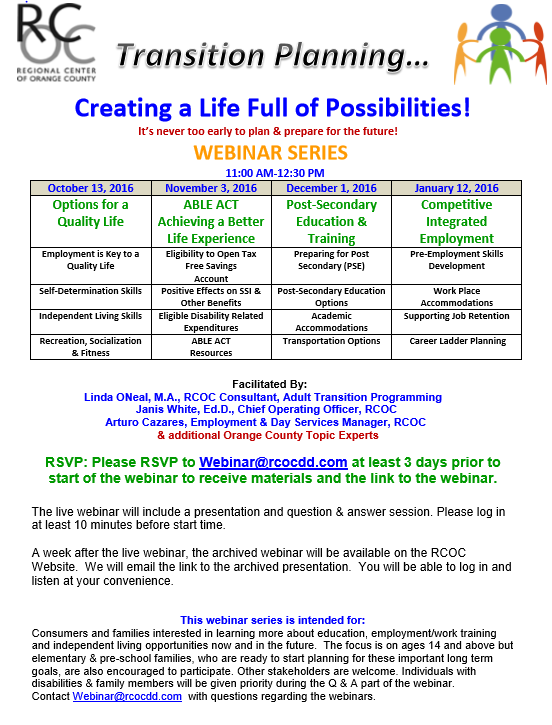 RCOC
REGIONAL CENTER
OF ORANGE COUNTY
Transition Planning...
Creating a Life Full of Possibilities!
It's never too early to plan & prepare for the future!
WEBINAR SERIES
11:00 AM-12:30 PM
October 13, 2016 November 3, 2016 December 1, 2016 January 12, 2016
Options for a ABLE ACT Post-Secondary Competitive
Quality Life Achieving a Better Education & Integrated
Life Experience Training Employment
Employment is Key to a Eligibility to Open Tax Preparing for Post Pre-Employment Skills
Quality Life Free Savings Secondary (PSE) Development
Account
Self-Determination Skills Positive Effects on SSI & Post-Secondary Education Work Place
Other Benefits Options Accommodations
Independent Living Skills Eligible Disability Related Academic Supporting Job Retention
Expenditures Accommodations
Recreation, Socialization ABLE ACT Transportation Options Career Ladder Planning
& Fitness Resources
Facilitated By:
Linda ONeal, M.A., RCOC Consultant, Adult Transition Programming
Janis White, Ed.D., Chief Operating Officer, RCOC
Arturo Cazares, Employment & Day Services Manager, RCOC
& additional Orange County Topic Experts
RSVP: Please RSVP to Webinar@rcocdd.com at least 3 days prior to
start of the webinar to receive materials and the link to the webinar.
The live webinar will include a presentation and question & answer session. Please log in
at least 10 minutes before start time.
A week after the live webinar, the archived webinar will be available on the RCOC
Website. We will email the link to the archived presentation. You will be able to log in and
listen at your convenience.
This webinar series is intended for:
Consumers and families interested in learning more about education, employment/work training
and independent living opportunities now and in the future. The focus is on ages 14 and above but
elementary & pre-school families, who are ready to start planning for these important long term
goals, are also encouraged to participate. Other stakeholders are welcome. Individuals with
disabilities & family members will be given priority during the Q & A part of the webinar.
Contact Webinar@rcocdd.com with questions regarding the webinars.